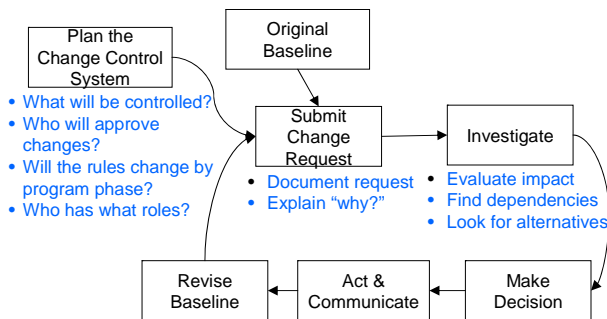 Plan the
Change Control
System
• What will be controlled?
• Who will approve
changes?
• Will the rules change by
program phase?
• Who has what roles?
Original
Baseline
Submit
Change
Request
• Document request
• Explain “why?”
Investigate
• Evaluate impact
• Find dependencies
• Look for alternatives
Make
Decision
Act &
Communicate
Revise
Baseline